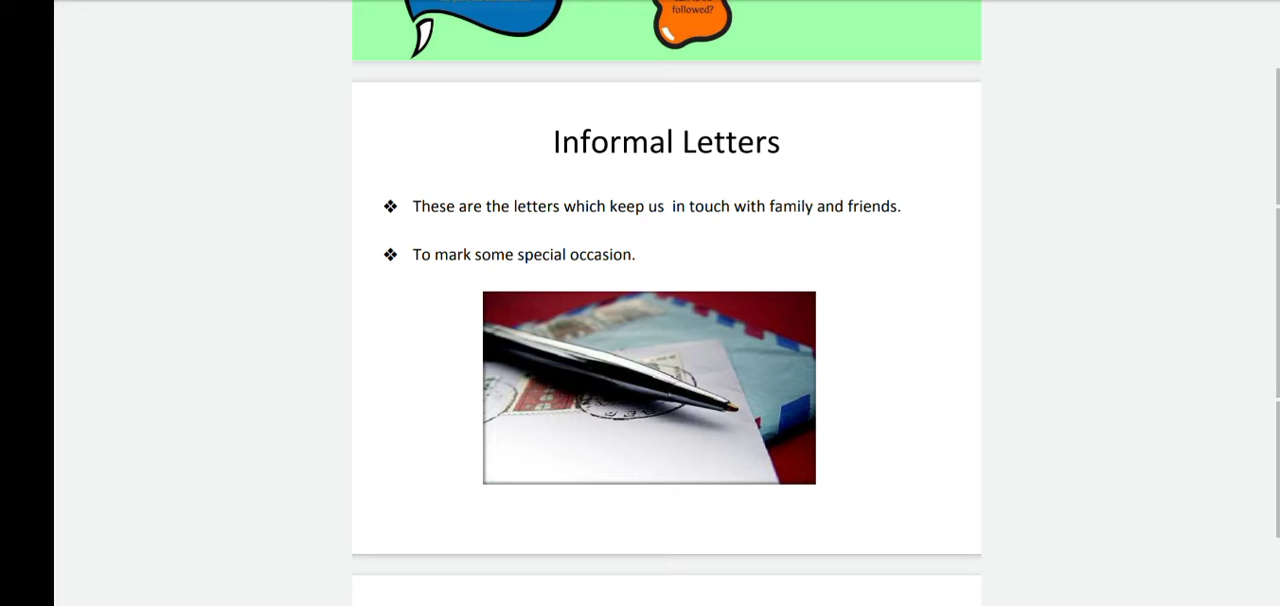 followed?
Informal Letters
❖ These are the letters which keep us in touch with family and friends.
❖ To mark some special occasion.